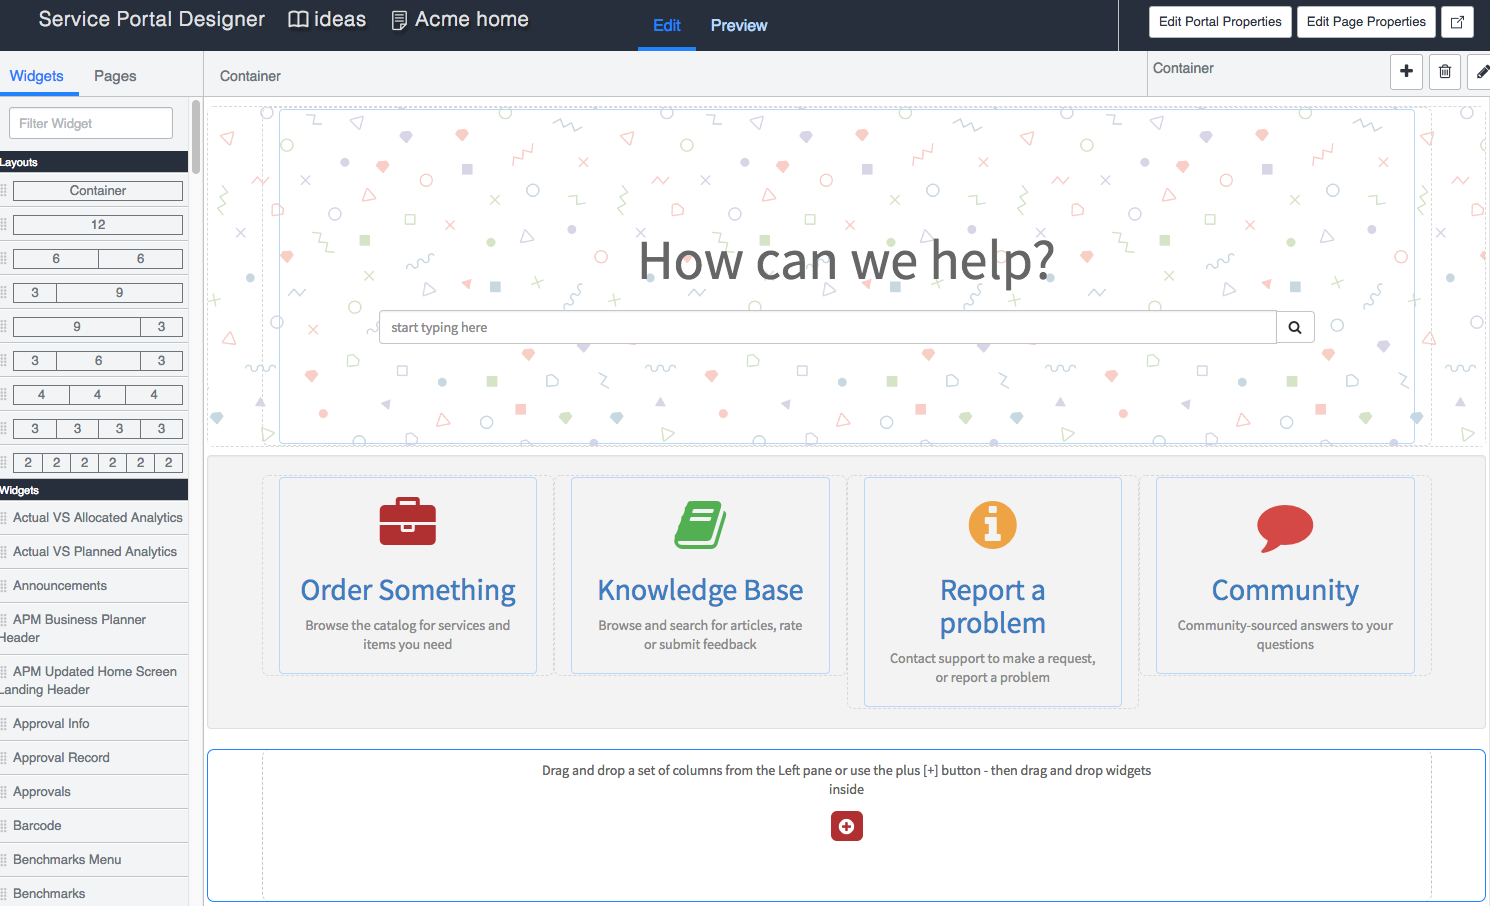 Service Portal Designer ideas Acme home
Edit Preview
Edit Portal Properties Edit Page Properties
Widgets Pages
Container
Container
Filter Widget
Layouts
Container
12
6 6
3 9
9 3
3 6 3
4 4 4
3 3 3 3
2 2 2 2 2 2
Widgets
Actual VS Allocated Analytics
Actual VS Planned Analytics
Announcements
APM Business Planner
Header
APM Updated Home Screen
Landing Header
Approval Info
Approval Record
Approvals
Barcode
Benchmarks Menu
Benchmarks
How can we help?
start typing here
Order Something
Browse the catalog for services and
items you need
Knowledge Base
Browse and search for articles, rate
or submit feedback
Report a
problem
Contact support to make a request,
or report a problem
Community
Community-sourced answers to your
questions
Drag and drop a set of columns from the Left pane or use the plus [+] button - then drag and drop widgets
inside